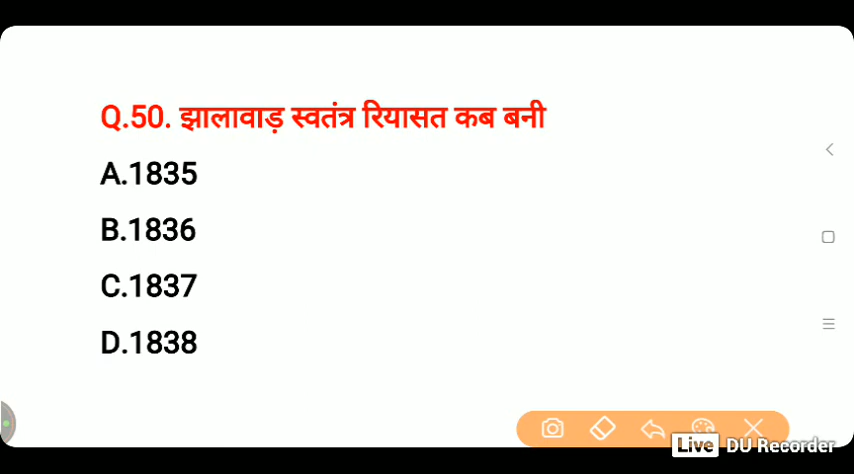 Q.50. झालावाड़ स्वतंत्र रियासत कब बनी
A.1835
B.1836
C.1837
D.1838
Live DU Recorder